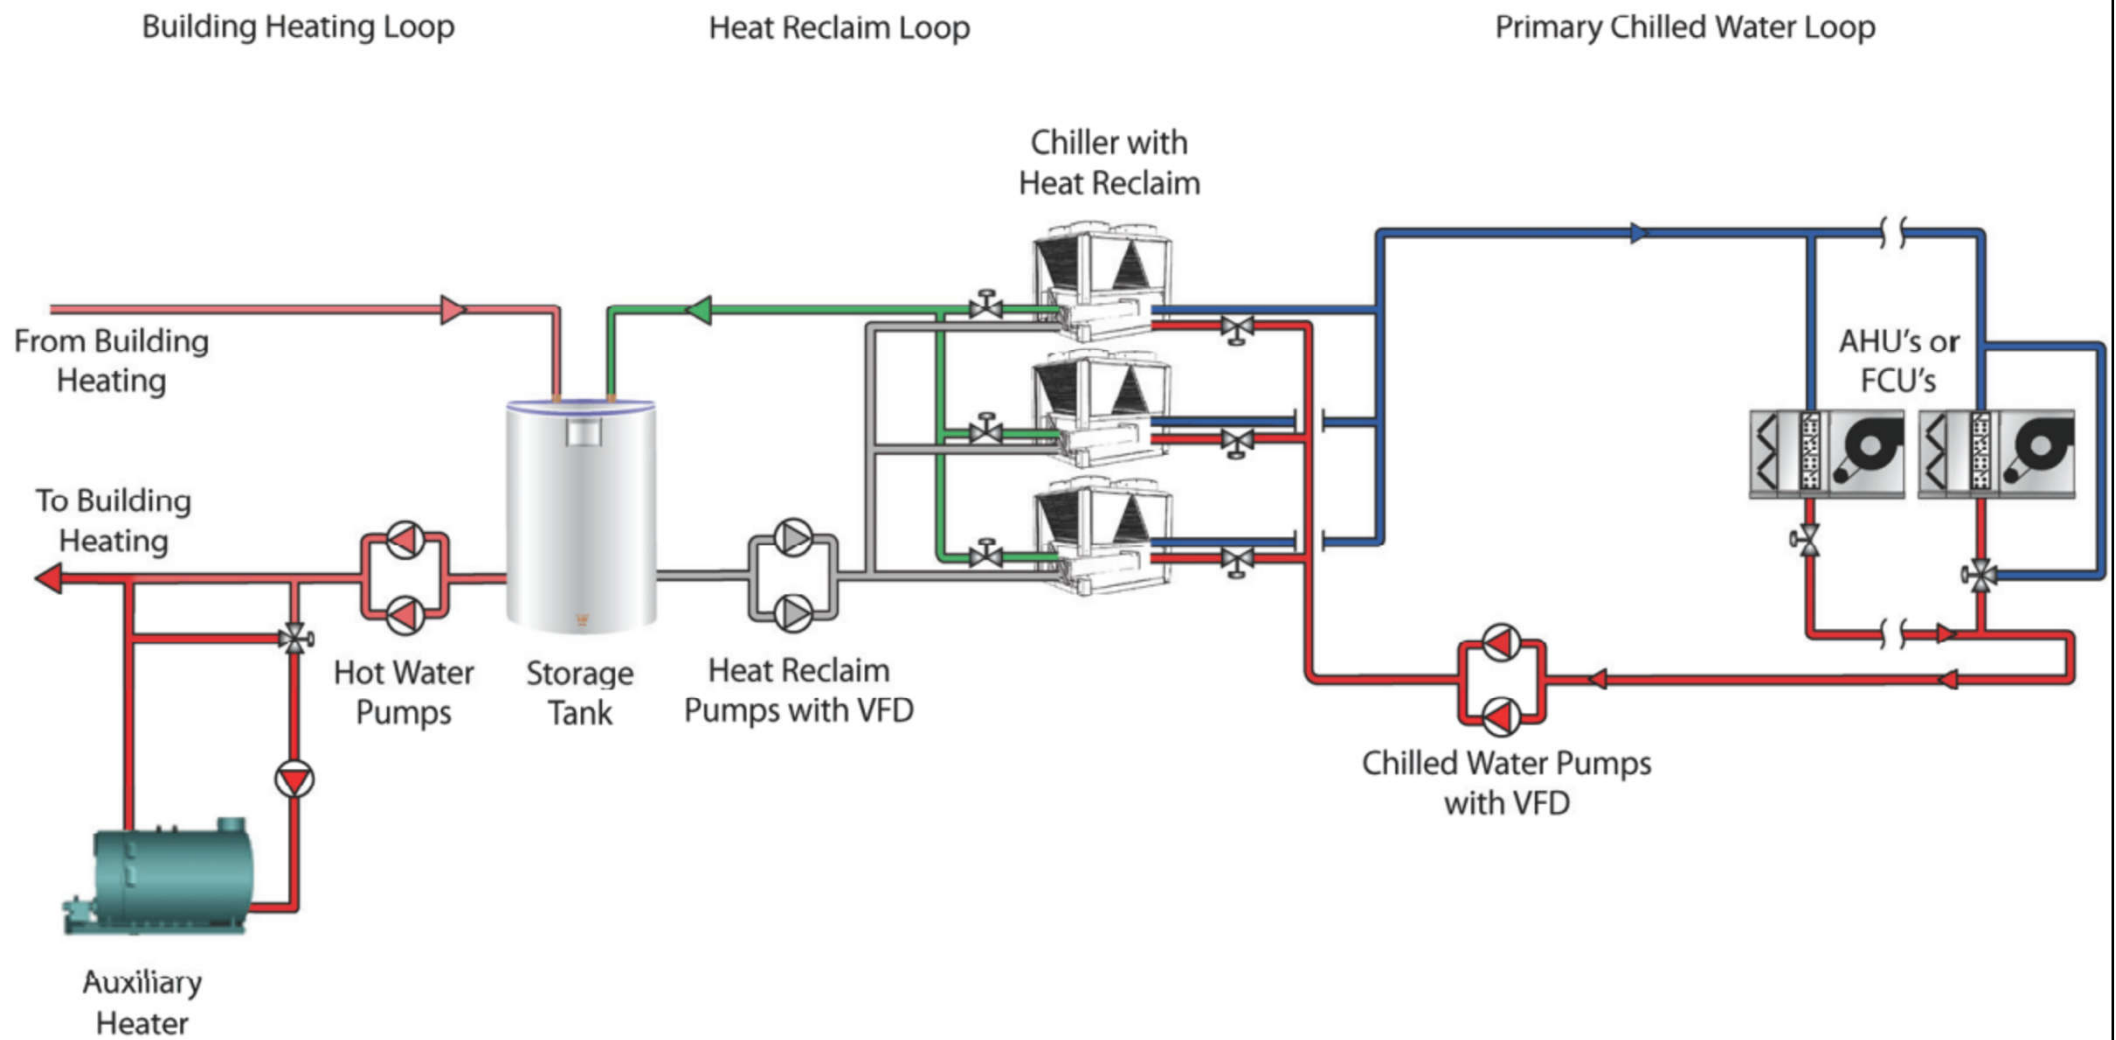 Building Heating Loop
Heat Reclaim Loop
Primary Chilled Water Loop
Chiller with
Heat Reclaim
From Building
Heating
AHU's or
FCU's
To Building
Heating
Hot Water
Pumps
Storage
Tank
Heat Reclaim
Pumps with VFD
Chilled Water Pumps
with VFD
Auxiliary
Heater